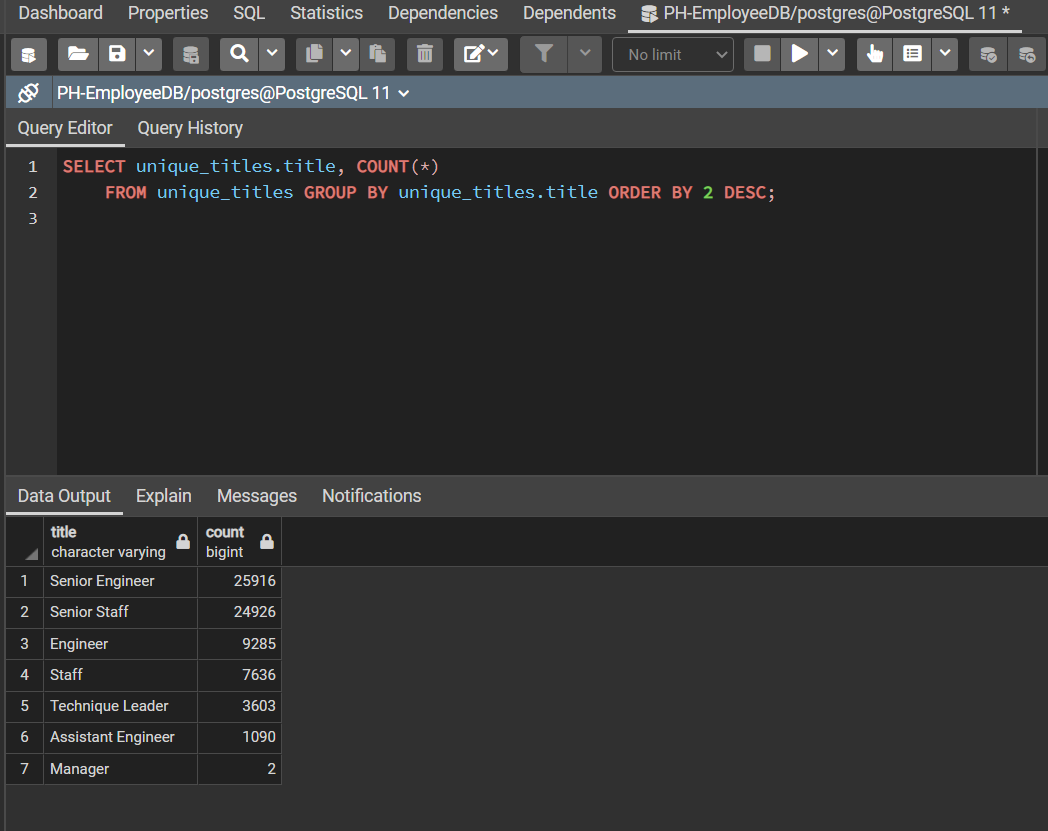 Dashboard Properties SQL Statistics Dependencies Dependents PH-EmployeeDB/postgres@PostgreSQL 11 *
No limit
PH-EmployeeDB/postgres@PostgreSQL 11
Query Editor Query History
1 SELECT unique_titles.title, COUNT(*)
2 FROM unique_titles GROUP BY unique_titles.title ORDER BY 2 DESC;
3
Data Output Explain Messages Notifications
title count
character varying bigint
1 Senior Engineer 25916
2 Senior Staff 24926
3 Engineer 9285
4 Staff 7636
5 Technique Leader 3603
6 Assistant Engineer 1090
7 Manager 2